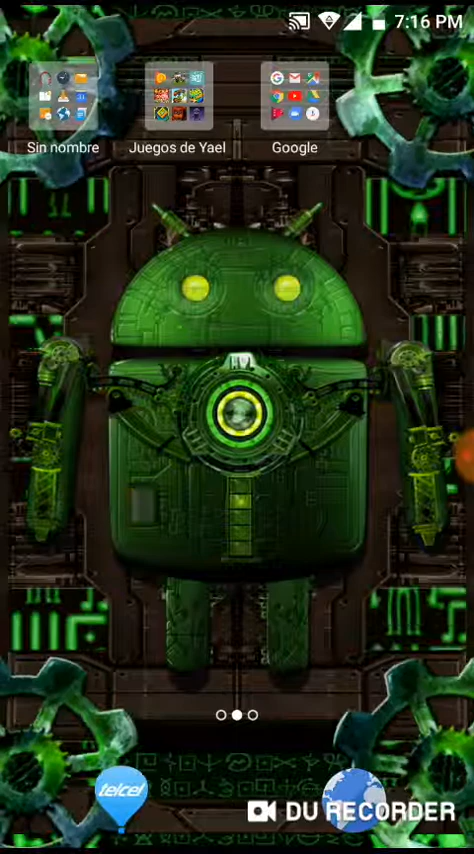 7:16 PM
Sin nombre
Juegos de Yael
Google
telcel
DU RECORDER